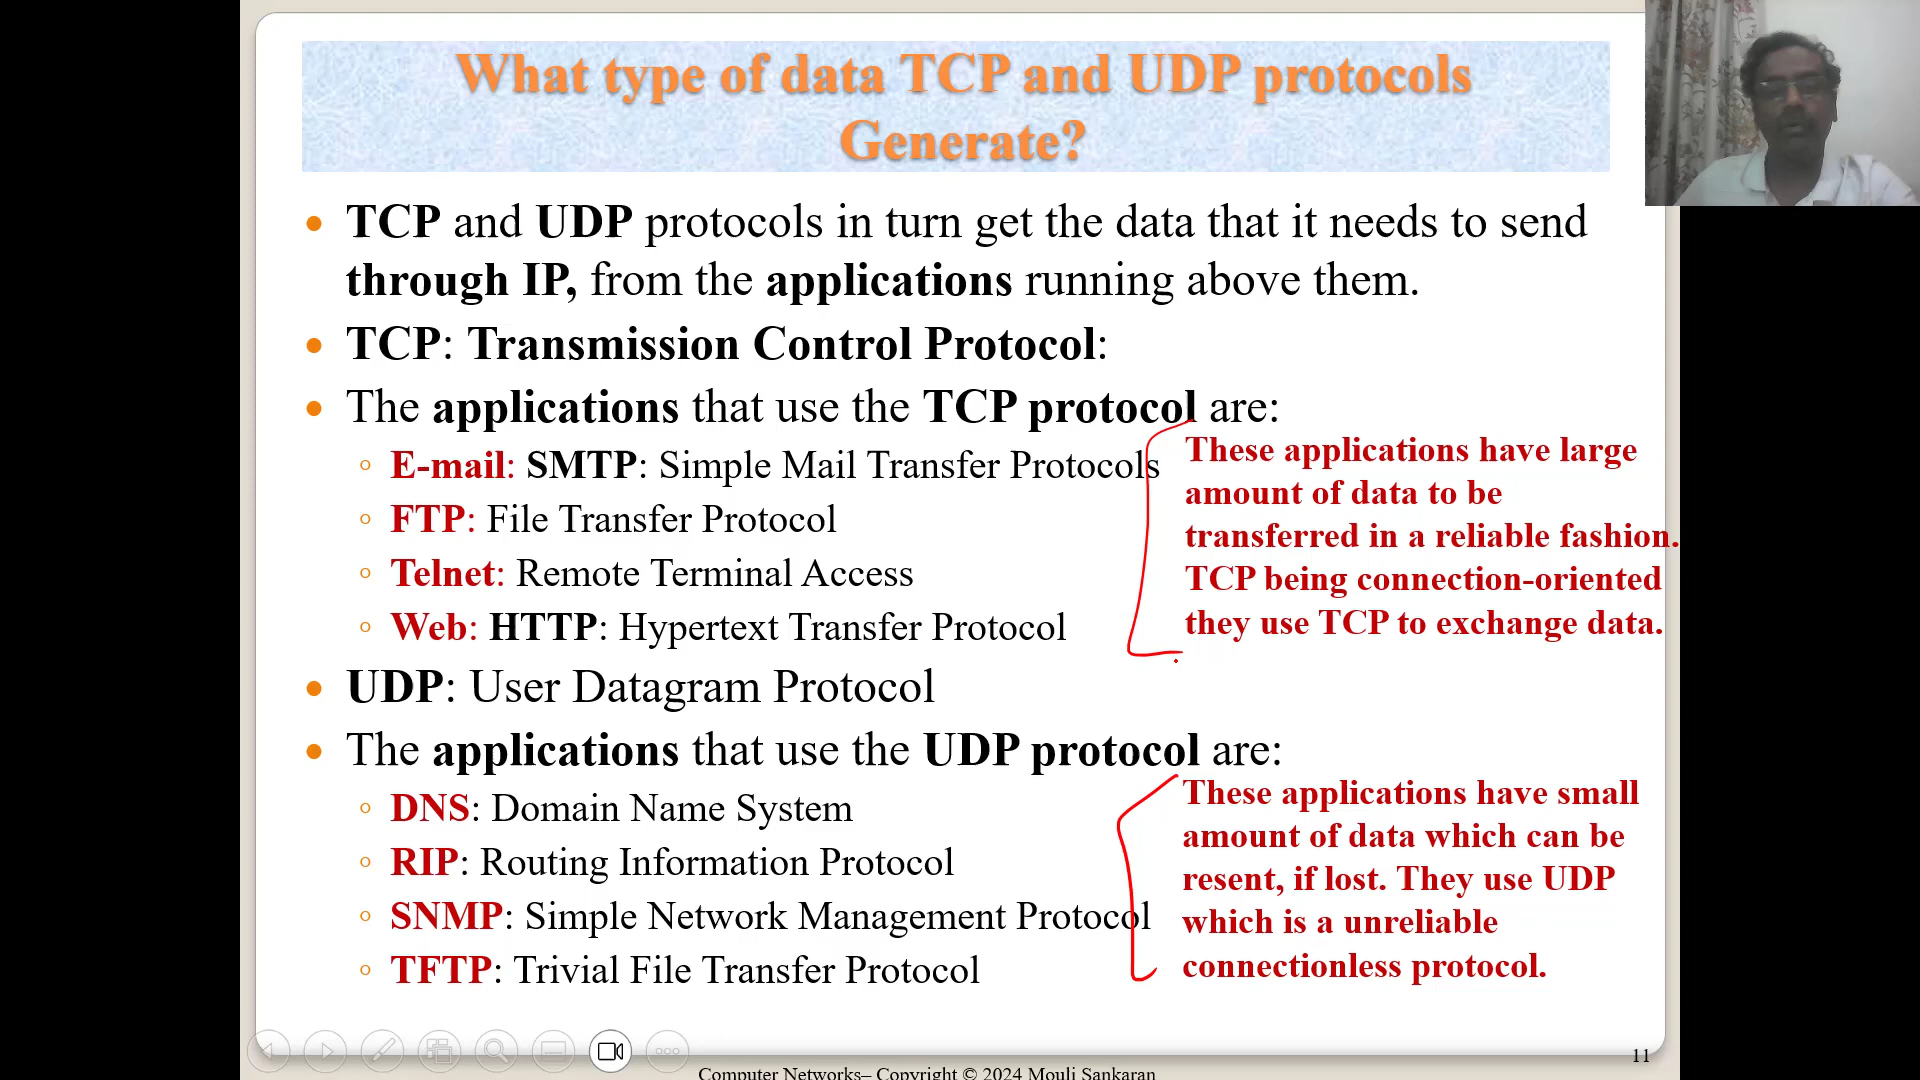 What type of data TCP and UDP protocols
Generate?
• TCP and UDP protocols in turn get the data that it needs to send
through IP, from the applications running above them.
• TCP: Transmission Control Protocol:
• The applications that use the TCP protocol are:
◦ E-mail: SMTP: Simple Mail Transfer Protocols
◦ FTP: File Transfer Protocol
◦ Telnet: Remote Terminal Access
◦ Web: HTTP: Hypertext Transfer Protocol
These applications have large
amount of data to be
transferred in a reliable fashion.
TCP being connection-oriented
they use TCP to exchange data.
• UDP: User Datagram Protocol
• The applications that use the UDP protocol are:
◦ DNS: Domain Name System
◦ RIP: Routing Information Protocol
◦ SNMP: Simple Network Management Protocol
◦ TFTP: Trivial File Transfer Protocol
These applications have small
amount of data which can be
resent, if lost. They use UDP
which is a unreliable
connectionless protocol.
11
Computer Networks– Copyright © 2024 Mouli Sankaran